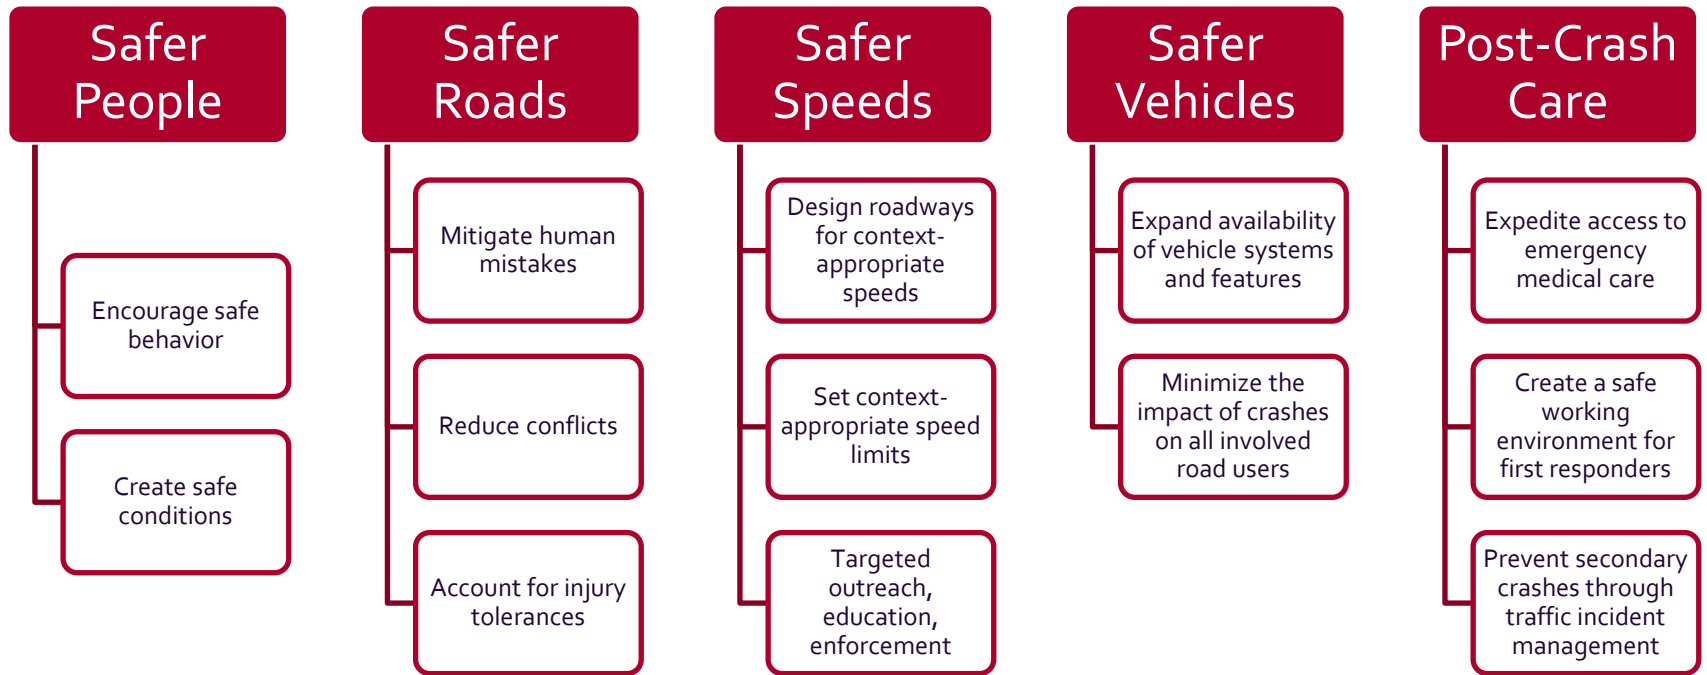 Safer
People
Encourage safe
behavior
Create safe
conditions
Safer
Roads
Mitigate human
mistakes
Reduce conflicts
Account for injury
tolerances
Safer
Speeds
Design roadways
for context-
appropriate
speeds
Set context-
appropriate speed
limits
Targeted
outreach,
education,
enforcement
Safer
Vehicles
Expand availability
of vehicle systems
and features
Minimize the
impact of crashes
on all involved
road users
Post-Crash
Care
Expedite access to
emergency
medical care
Create a safe
working
environment for
first responders
Prevent secondary
crashes through
traffic incident
management